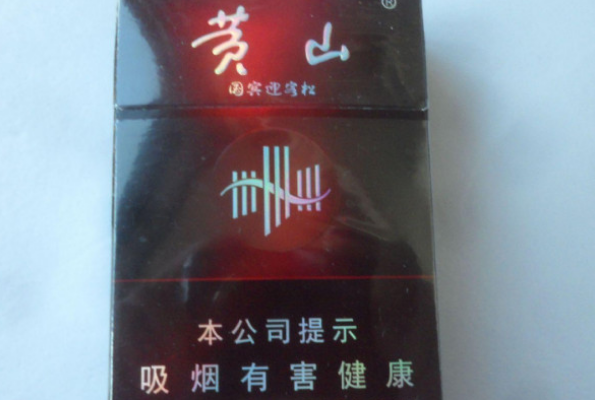 黄山®
国宾迎客松
本公司提示
吸烟有害健康